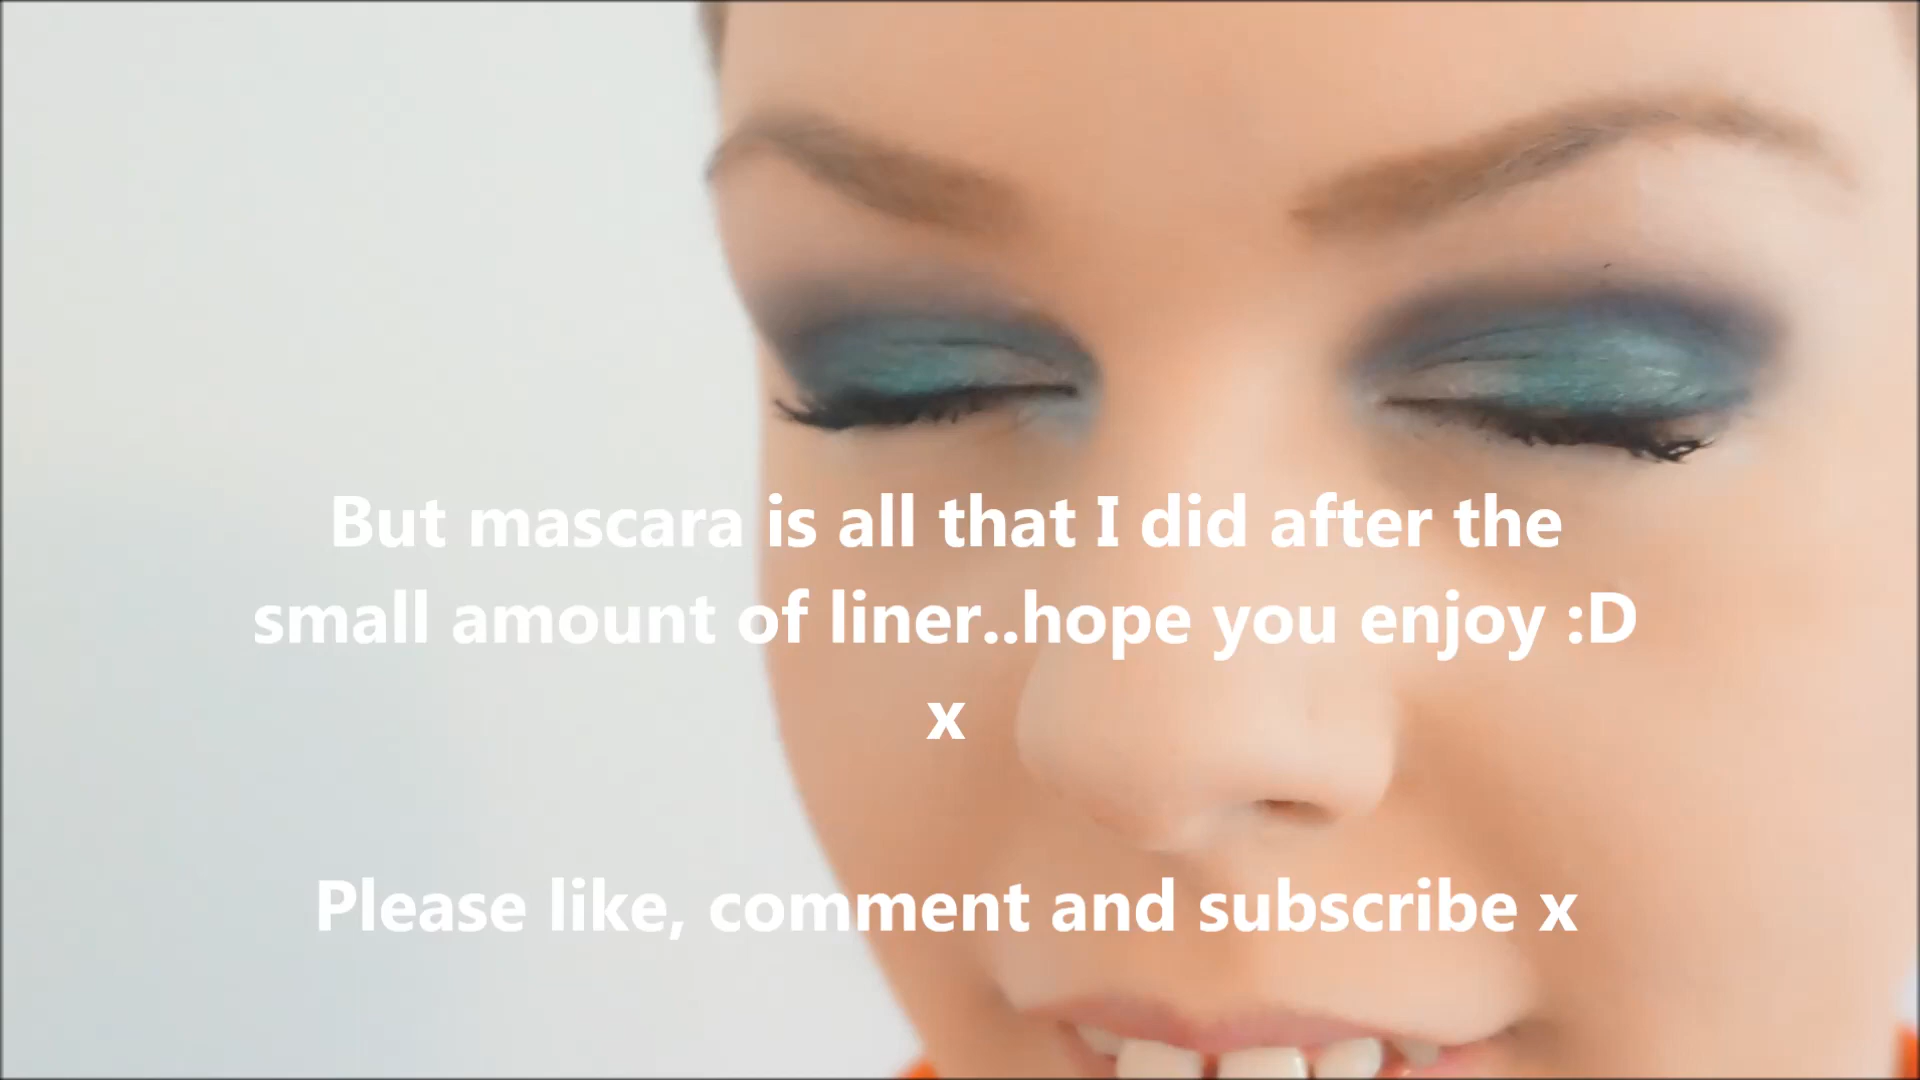 But mascara is all that I did after the
small amount of liner..hope you enjoy :D
x
Please like, comment and subscribe x